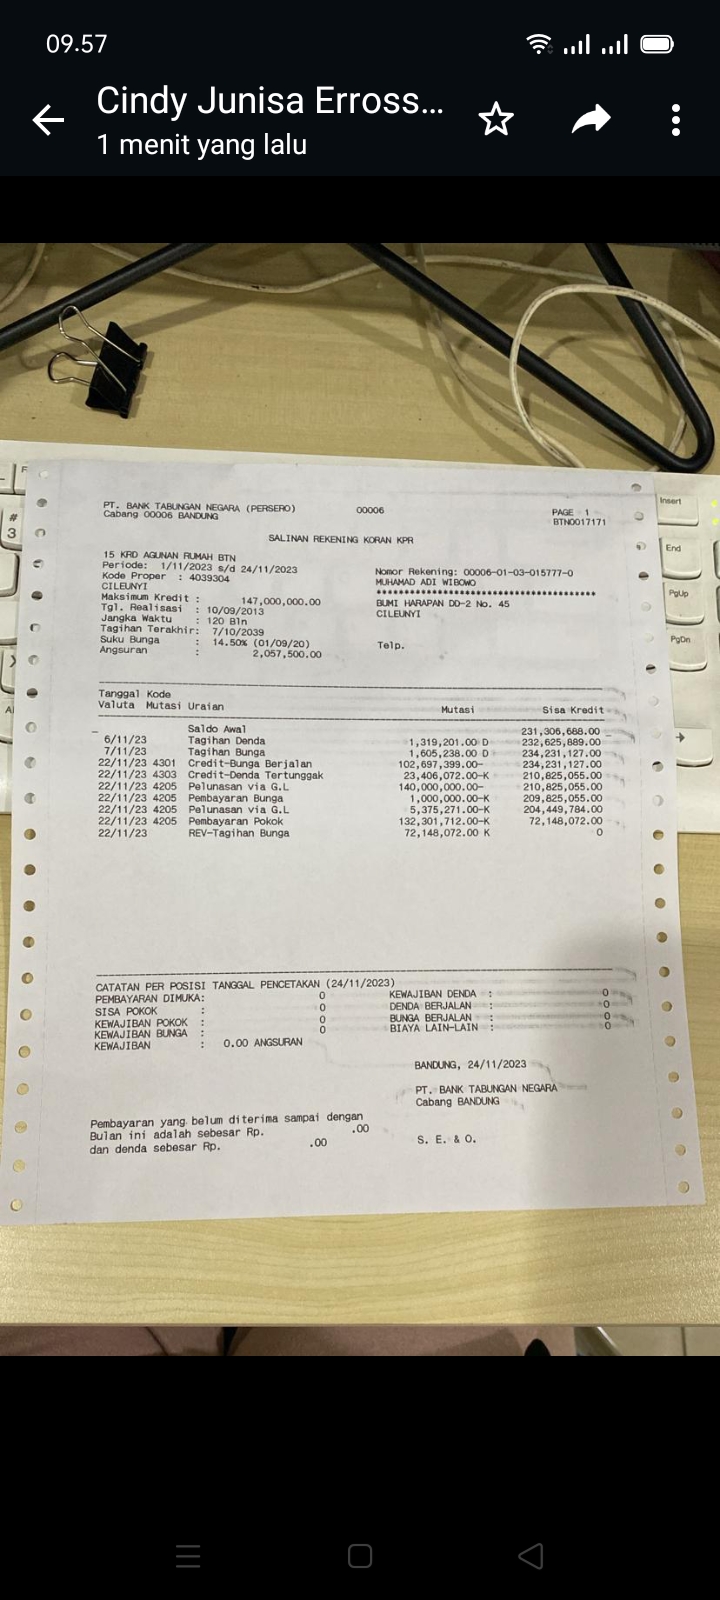 09.57
Cindy Junisa Erross...
1 menit yang lalu
PT. BANK TABUNGAN NEGARA (PERSERO) 00006 PAGE 1
Cabang 00006 BANDUNG BTN0017171
SALINAN REKENING KORAN KPR
15 KRD AGUNAN RUMAH BTN
Periode: 1/11/2023 s/d 24/11/2023 Nomor Rekening: 00006-01-03-015777-0
Kode Proper : 4039304 MUHAMAD ADI WIBOWO
CILEUNYI ******************************************
Maksimum Kredit : 147,000,000.00 BUMI HARAPAN DD-2 No. 45
Tgl. Realisasi : 10/09/2013 CILEUNYI
Jangka Waktu : 120 Bln
Tagihan Terakhir: 7/10/2039
Suku Bunga : 14.50% (01/09/20) Telp.
Angsuran : 2,057,500.00
Tanggal Kode
Valuta Mutasi Uraian Mutasi Sisa Kredit
Saldo Awal 231,306,688.00
6/11/23 Tagihan Denda 1,319,201.00 D 232,625,889.00
7/11/23 Tagihan Bunga 1,605,238.00 D 234,231,127.00
22/11/23 4301 Credit-Bunga Berjalan 102,697,399.00- 234,231,127.00
22/11/23 4303 Credit-Denda Tertunggak 23,406,072.00-K 210,825,055.00
22/11/23 4205 Pelunasan via G.L 140,000,000.00- 210,825,055.00
22/11/23 4205 Pembayaran Bunga 1,000,000.00-K 209,825,055.00
22/11/23 4205 Pelunasan via G.L 5,375,271.00-K 204,449,784.00
22/11/23 4205 Pembayaran Pokok 132,301,712.00-K 72,148,072.00
22/11/23 REV-Tagihan Bunga 72,148,072.00 K 0
CATATAN PER POSISI TANGGAL PENCETAKAN (24/11/2023)
PEMBAYARAN DIMUKA: 0 KEWAJIBAN DENDA : 0
SISA POKOK : 0 DENDA BERJALAN : 0
KEWAJIBAN POKOK : 0 BUNGA BERJALAN : 0
KEWAJIBAN BUNGA : 0 BIAYA LAIN-LAIN : 0
KEWAJIBAN : 0.00 ANGSURAN
BANDUNG, 24/11/2023
PT. BANK TABUNGAN NEGARA
Cabang BANDUNG
Pembayaran yang belum diterima sampai dengan
Bulan ini adalah sebesar Rp. .00
dan denda sebesar Rp. .00
S. E. & O.
Insert
End
PgUp
PgDn
#
3